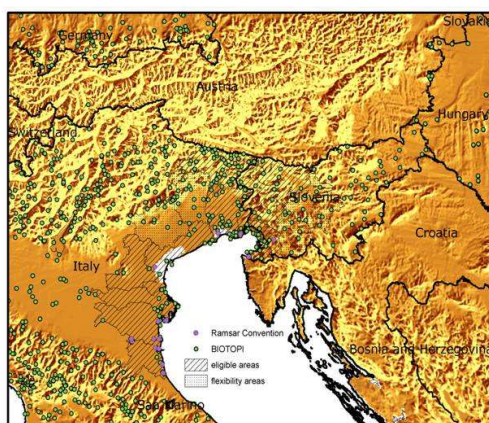 Slovakia
Germany
Austria
Switzerland
Hungary
Slovenia
Croatia
Italy
Ramsar Convention
BIOTOPI
Bosnia and Herzegovina
eligible areas
flexibility areas
San Marino